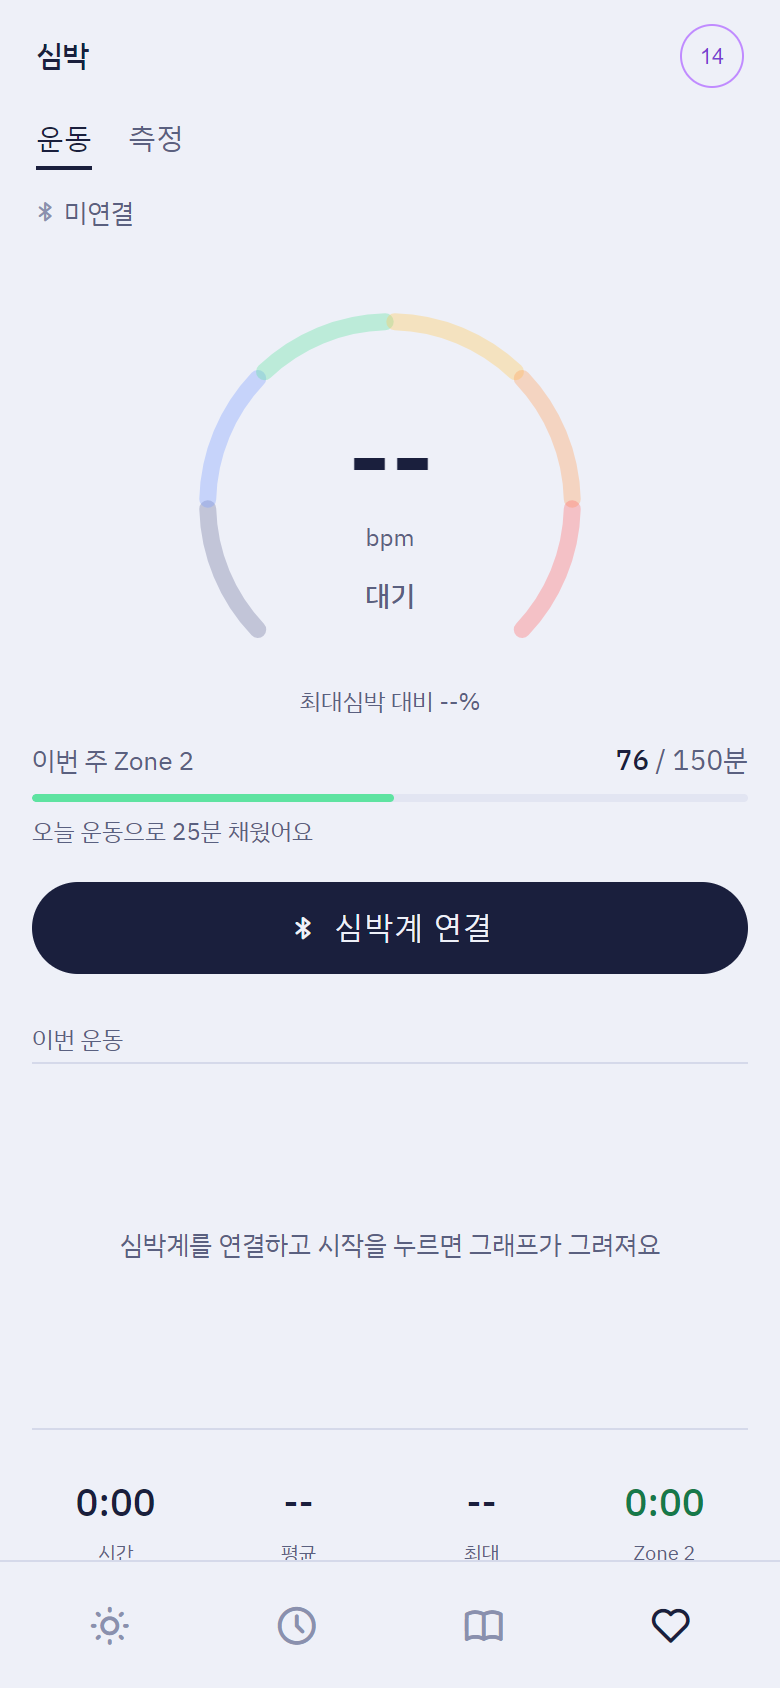 심박
14
운동 측정
미연결
--
bpm
대기
최대심박 대비 --%
이번 주 Zone 2 76 / 150분
오늘 운동으로 25분 채웠어요
심박계 연결
이번 운동
심박계를 연결하고 시작을 누르면 그래프가 그려져요
0:00 -- -- 0:00
시간 평균 최대 Zone 2